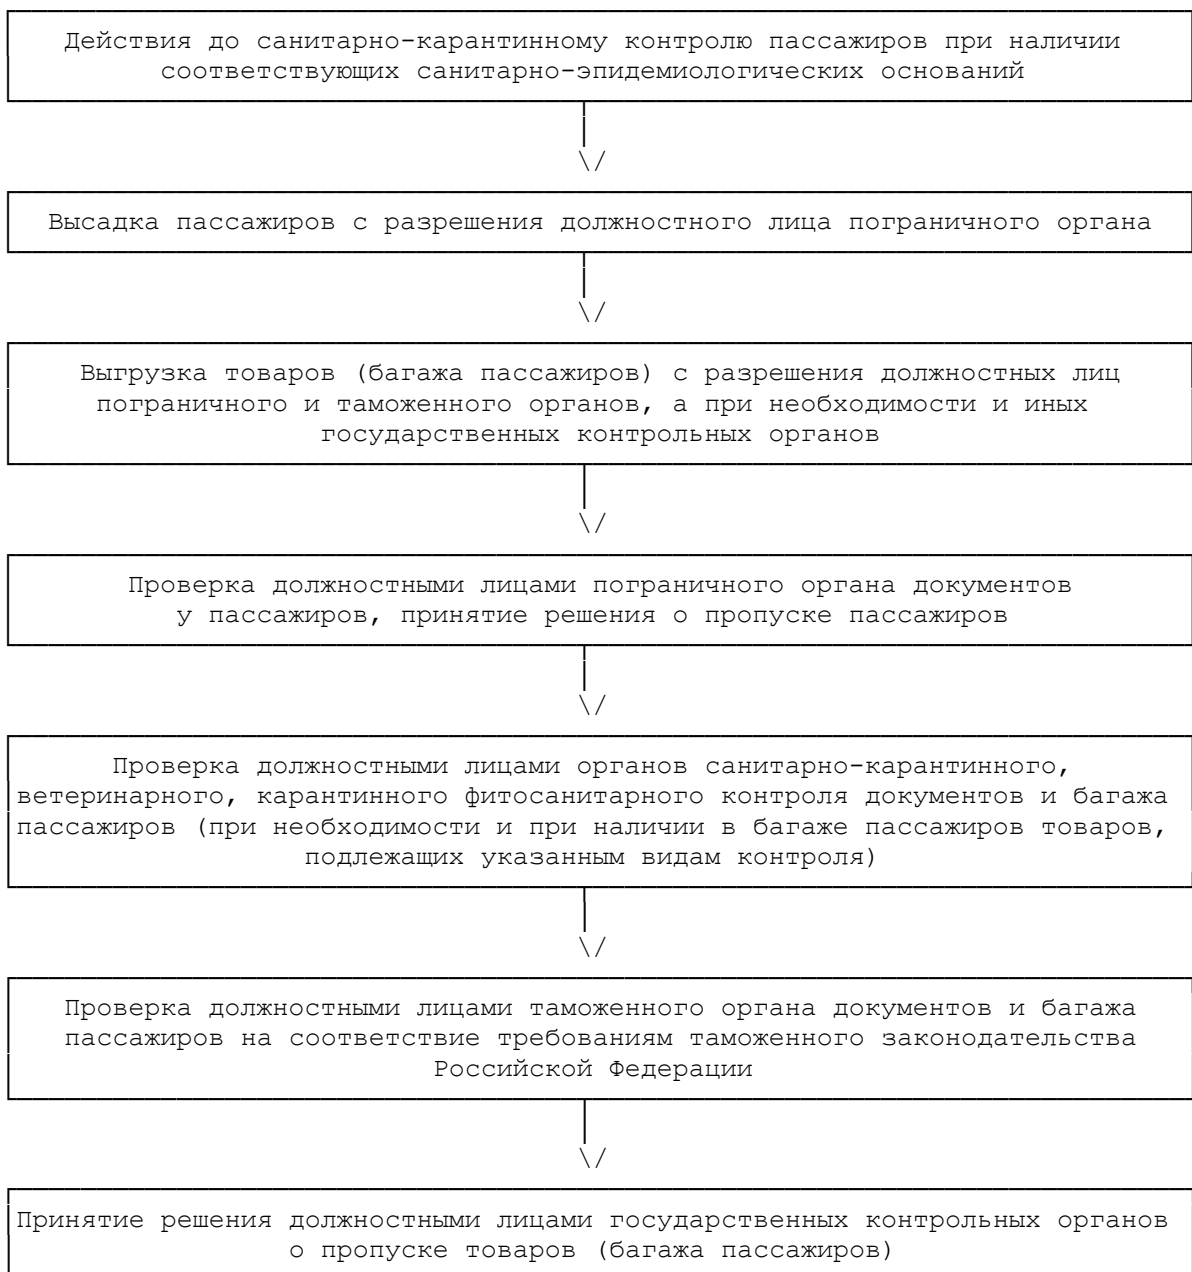 Действия до санитарно-карантинному контролю пассажиров при наличии
соответствующих санитарно-эпидемиологических оснований
Высадка пассажиров с разрешения должностного лица пограничного органа
Выгрузка товаров (багажа пассажиров) с разрешения должностных лиц
пограничного и таможенного органов, а при необходимости и иных
государственных контрольных органов
Проверка должностными лицами пограничного органа документов
у пассажиров, принятие решения о пропуске пассажиров
Проверка должностными лицами органов санитарно-карантинного,
ветеринарного, карантинного фитосанитарного контроля документов и багажа
пассажиров (при необходимости и при наличии в багаже пассажиров товаров,
подлежащих указанным видам контроля)
Проверка должностными лицами таможенного органа документов и багажа
пассажиров на соответствие требованиям таможенного законодательства
Российской Федерации
Принятие решения должностными лицами государственных контрольных органов
о пропуске товаров (багажа пассажиров)